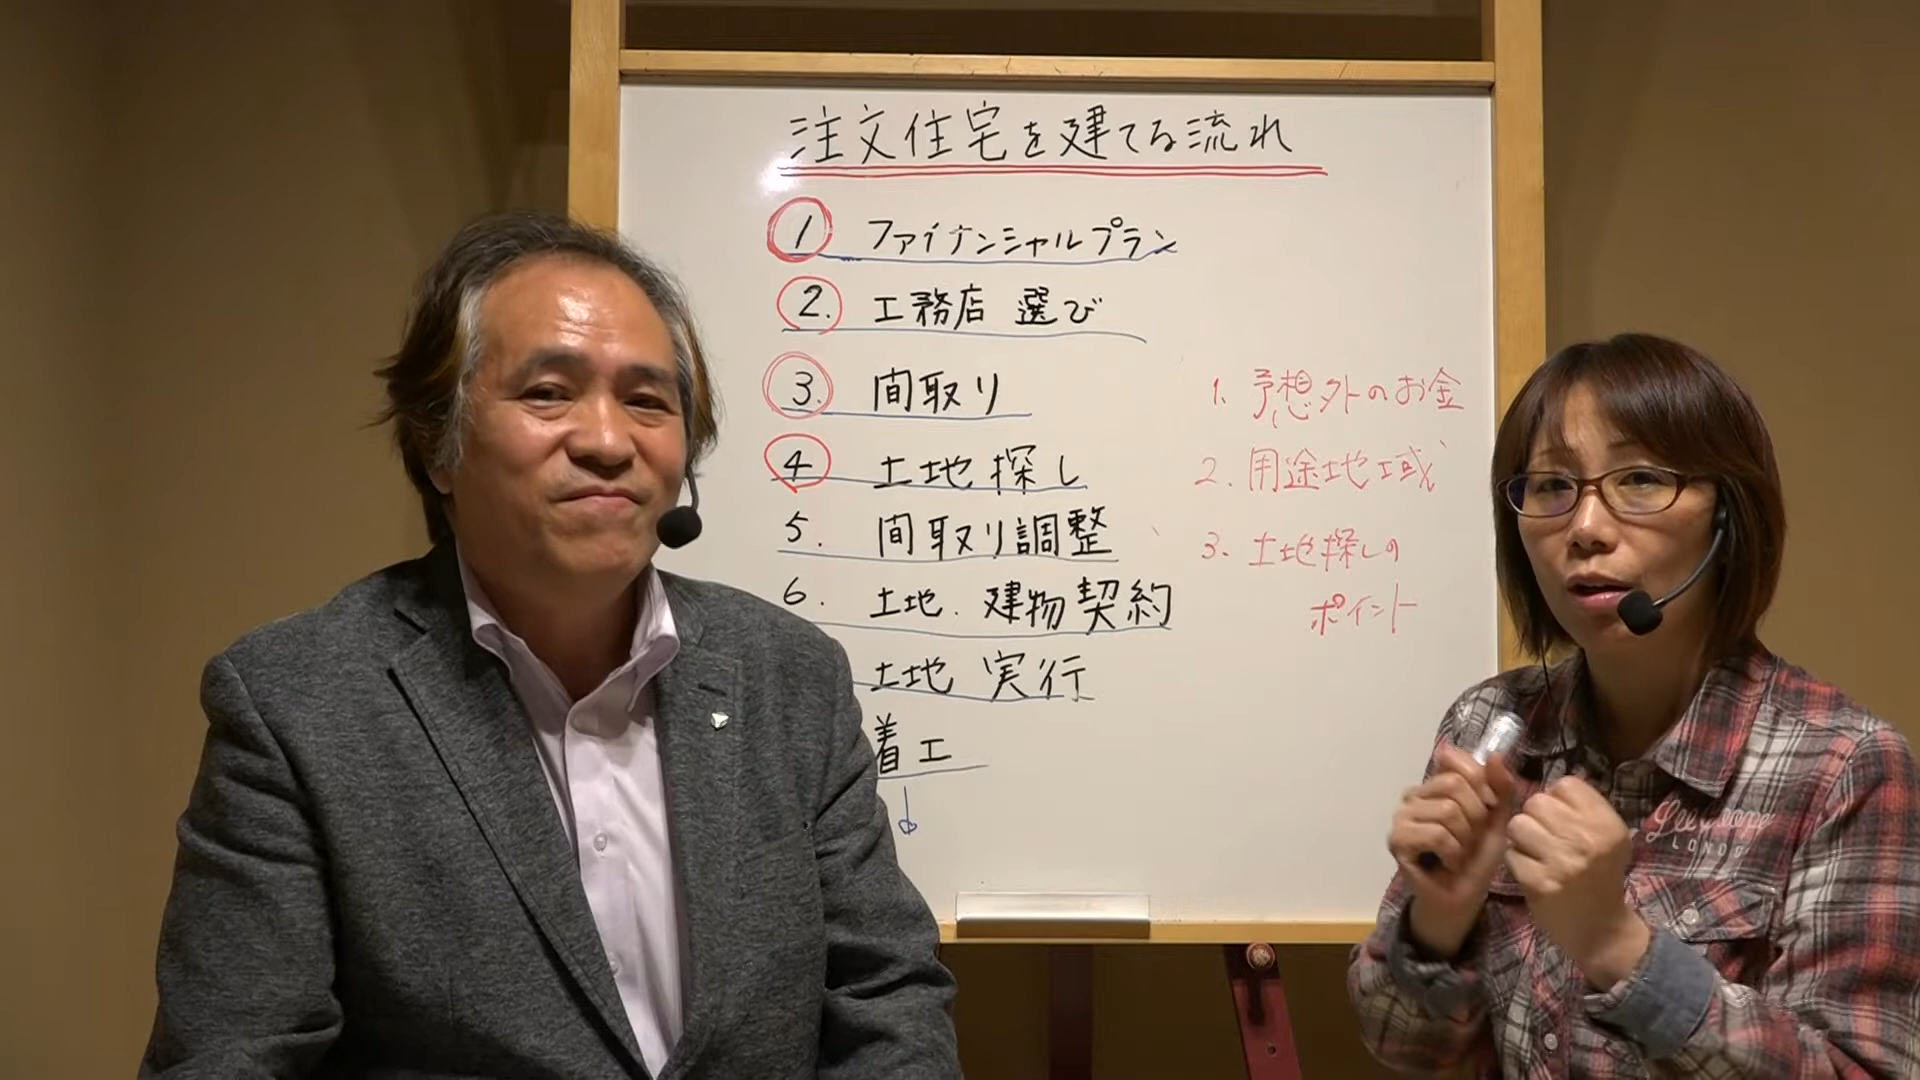 注文住宅を建てる流れ
1 ファイナンシャルプラン
2. 工務店 選び
3. 間取り
4 土地探し
5. 間取り調整
6. 土地.建物契約
土地 実行
着工
1. 予想外のお金
2. 用途地域
3. 土地探しの
ポイント
LONDO